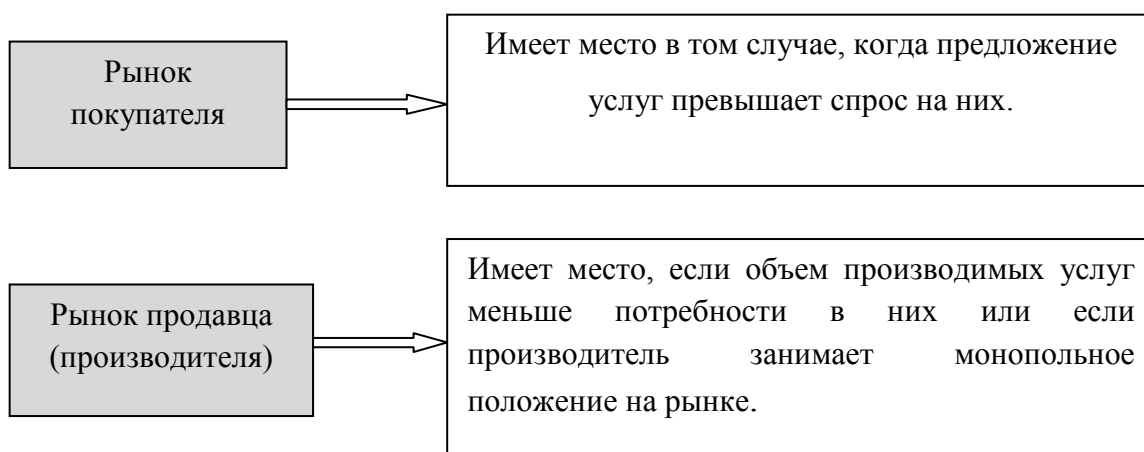 Рынок
покупателя
Имеет место в том случае, когда предложение
услуг превышает спрос на них.
Рынок продавца
(производителя)
Имеет место, если объем производимых услуг
меньше потребности в них или если
производитель занимает монопольное
положение на рынке.